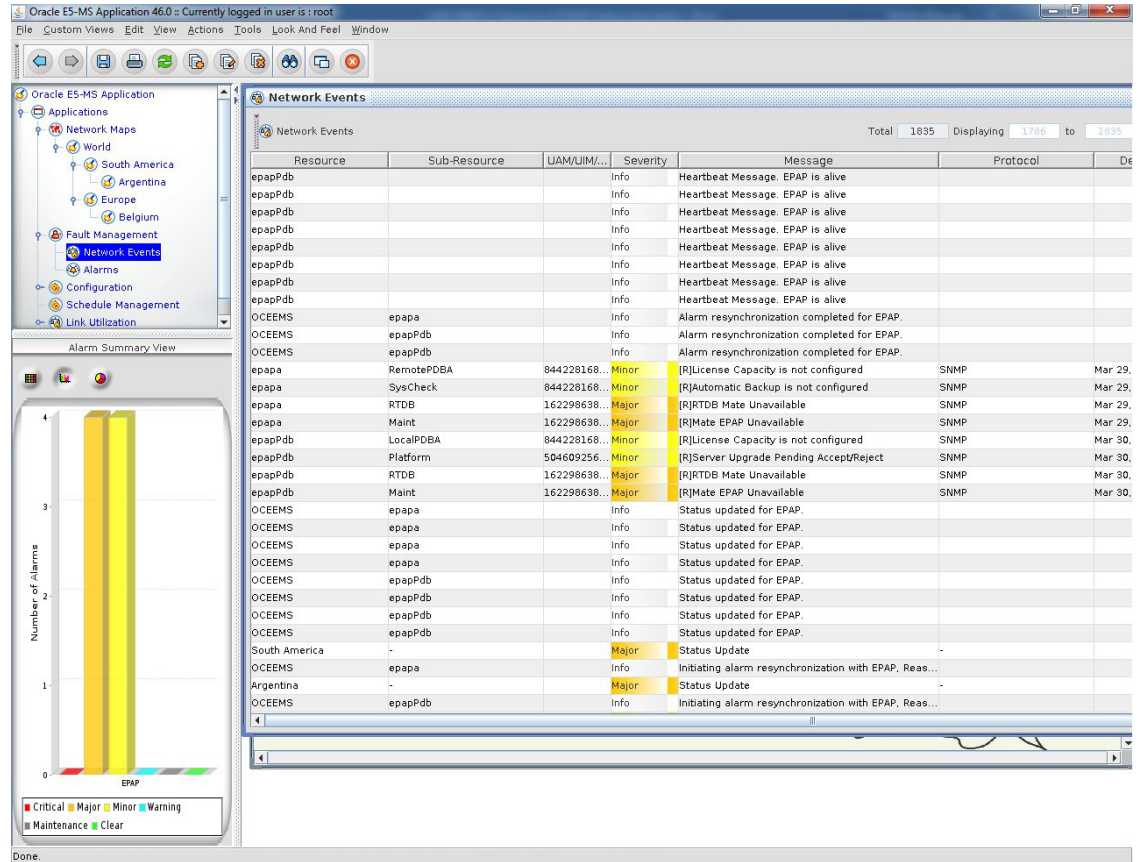 Oracle E5-MS Application 46.0 :: Currently logged in user is : root
File Custom Views Edit View Actions Tools Look And Feel Window
Oracle E5-MS Application
Applications
Network Maps
World
South America
Argentina
Europe
Belgium
Fault Management
Network Events
Alarms
Configuration
Schedule Management
Link Utilization
Alarm Summary View
4
3
2
1
0
Number of Alarms
EPAP
Critical Major Minor Warning
Maintenance Clear
Network Events
Network Events Total 1835 Displaying 1786 to 1835
Resource Sub-Resource UAM/UIM/... Severity Message Protocol De
epapPdb Info Heartbeat Message. EPAP is alive
epapPdb Info Heartbeat Message. EPAP is alive
epapPdb Info Heartbeat Message. EPAP is alive
epapPdb Info Heartbeat Message. EPAP is alive
epapPdb Info Heartbeat Message. EPAP is alive
epapPdb Info Heartbeat Message. EPAP is alive
epapPdb Info Heartbeat Message. EPAP is alive
epapPdb Info Heartbeat Message. EPAP is alive
OCEEMS epapa Info Alarm resynchronization completed for EPAP.
OCEEMS epapPdb Info Alarm resynchronization completed for EPAP.
OCEEMS epapPdb Info Alarm resynchronization completed for EPAP.
epapa RemotePDBA 844228168... Minor [R]License Capacity is not configured SNMP Mar 29,
epapa SysCheck 844228168... Minor [R]Automatic Backup is not configured SNMP Mar 29,
epapa RTDB 162298638... Major [R]RTDB Mate Unavailable SNMP Mar 29,
epapa Maint 162298638... Major [R]Mate EPAP Unavailable SNMP Mar 29,
epapPdb LocalPDBA 844228168... Minor [R]License Capacity is not configured SNMP Mar 30,
epapPdb Platform 504609256... Minor [R]Server Upgrade Pending Accept/Reject SNMP Mar 30,
epapPdb RTDB 162298638... Major [R]RTDB Mate Unavailable SNMP Mar 30,
epapPdb Maint 162298638... Major [R]Mate EPAP Unavailable SNMP Mar 30,
OCEEMS epapa Info Status updated for EPAP.
OCEEMS epapa Info Status updated for EPAP.
OCEEMS epapa Info Status updated for EPAP.
OCEEMS epapa Info Status updated for EPAP.
OCEEMS epapPdb Info Status updated for EPAP.
OCEEMS epapPdb Info Status updated for EPAP.
OCEEMS epapPdb Info Status updated for EPAP.
OCEEMS epapPdb Info Status updated for EPAP.
South America - Major Status Update -
OCEEMS epapa Info Initiating alarm resynchronization with EPAP, Reas...
Argentina - Major Status Update -
OCEEMS epapPdb Info Initiating alarm resynchronization with EPAP, Reas...
Done.